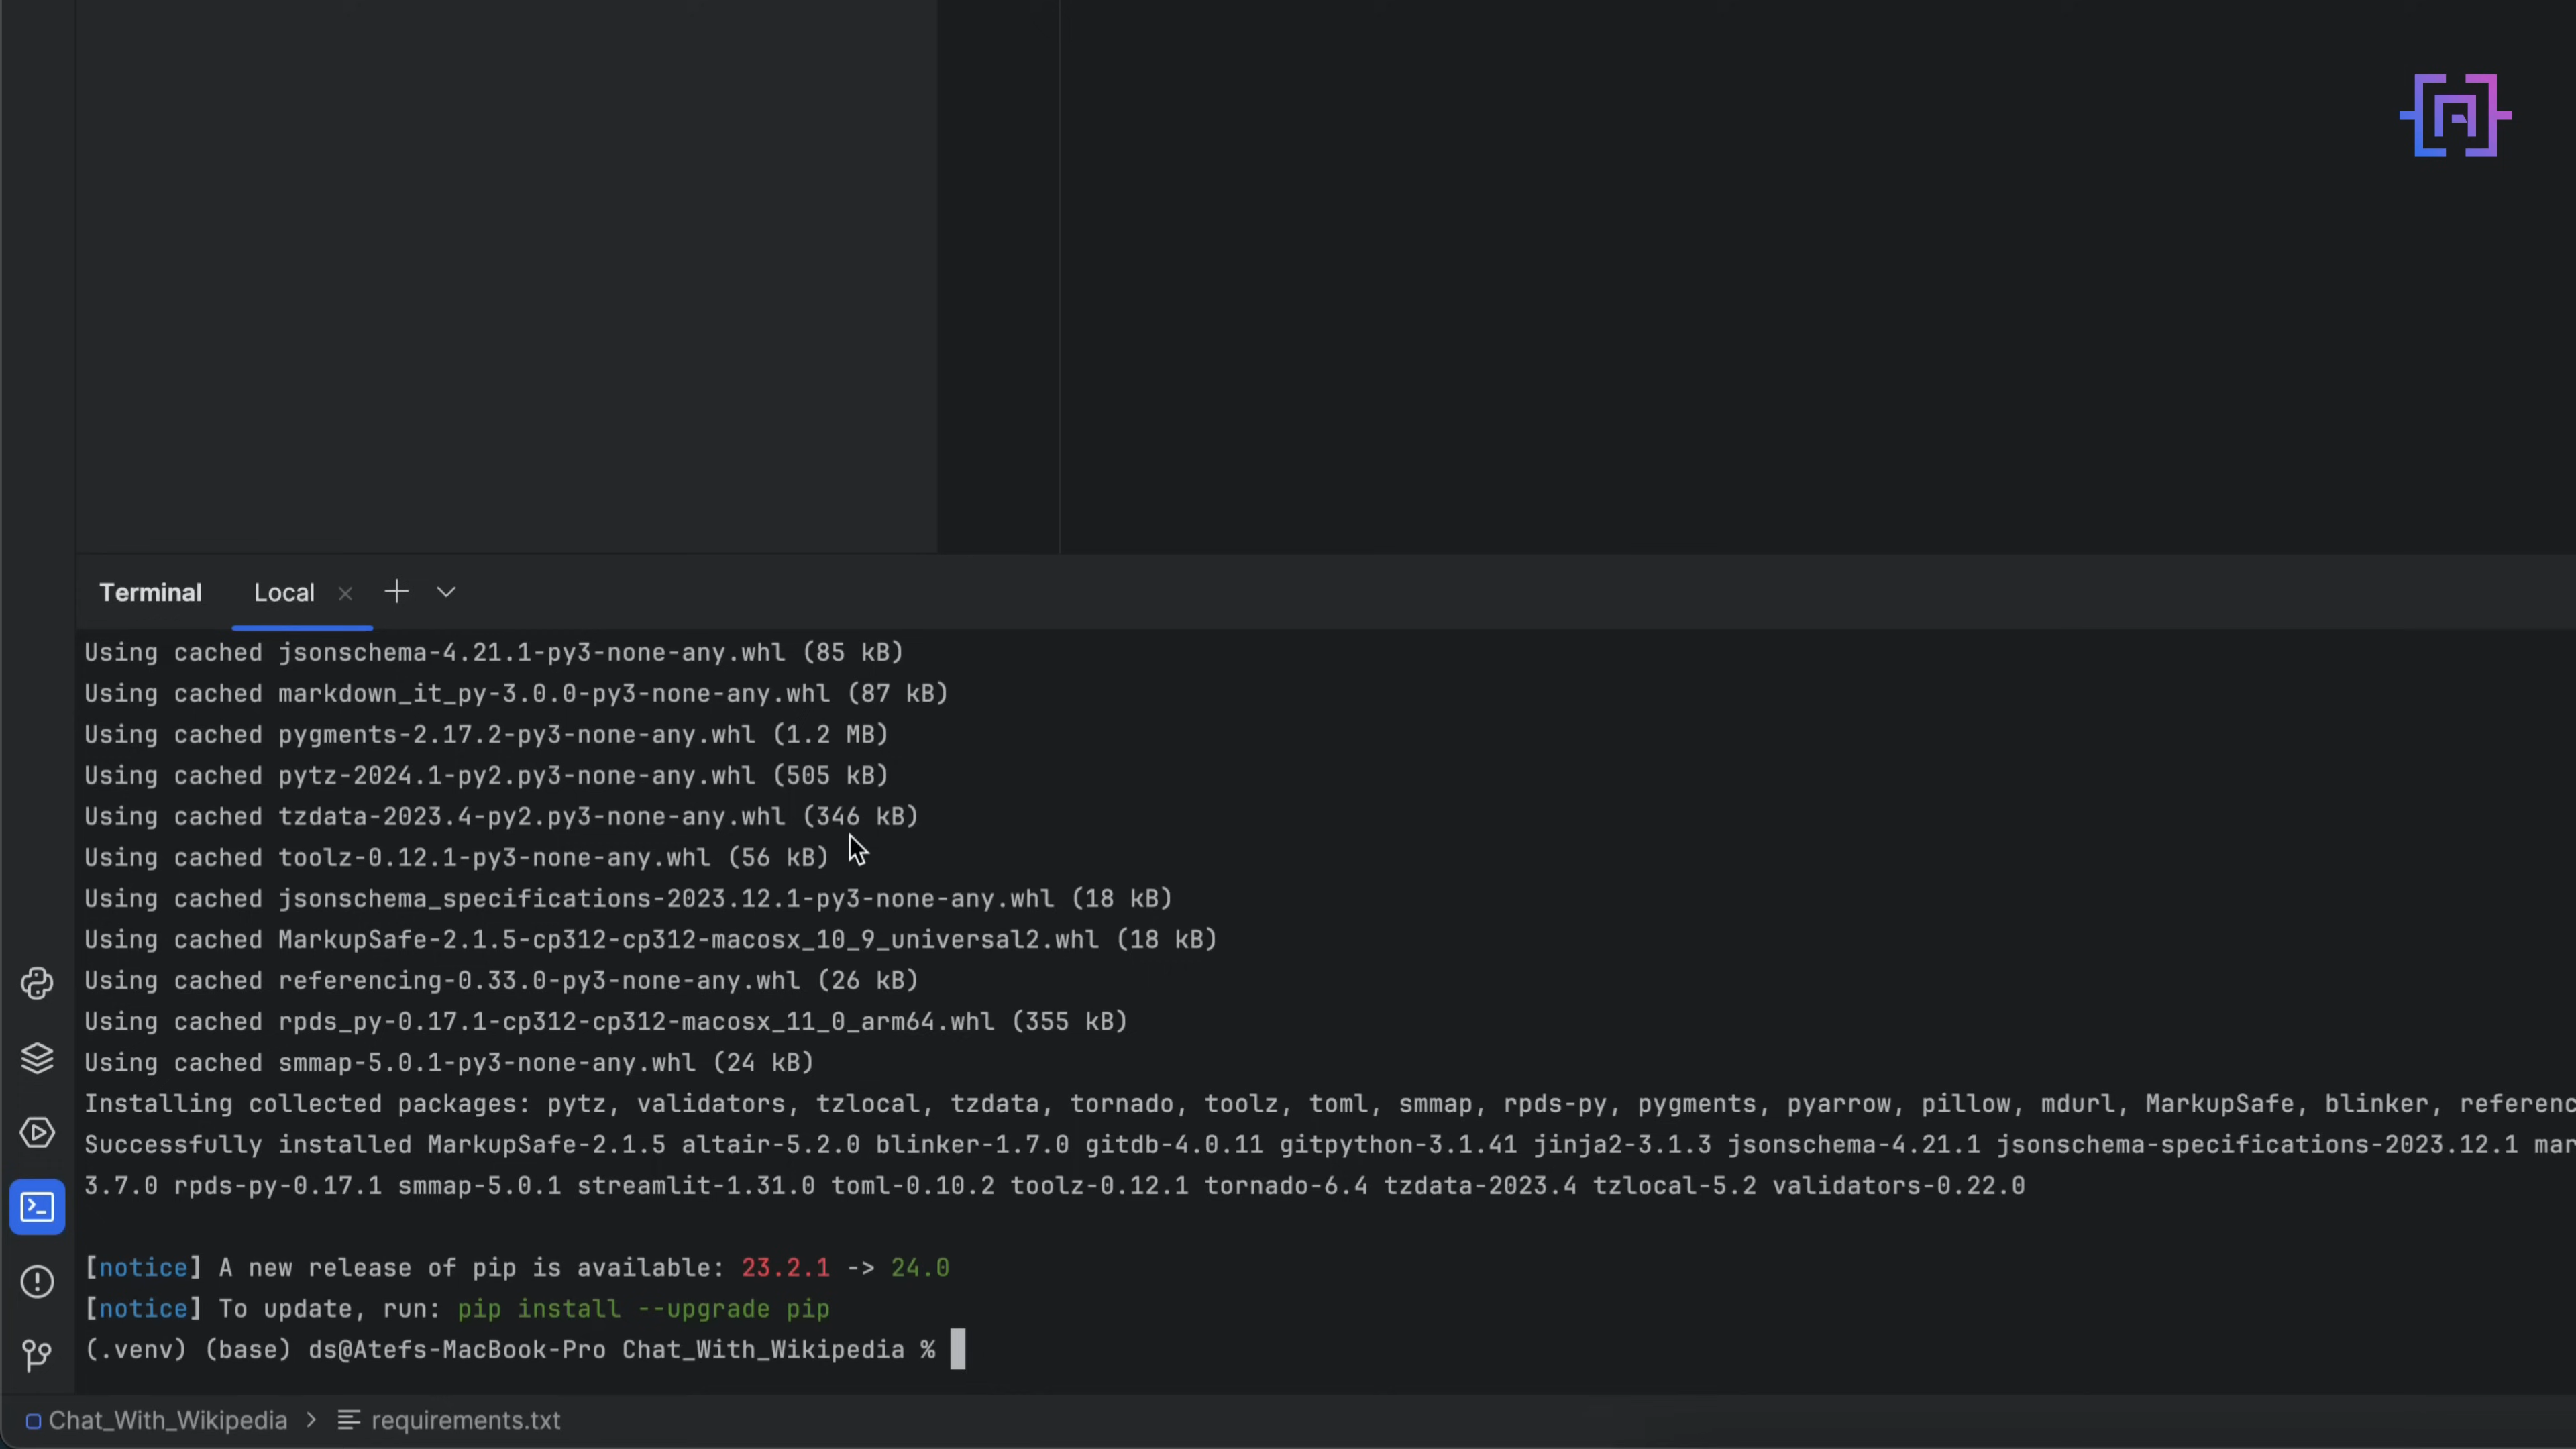 Terminal Local
Using cached jsonschema-4.21.1-py3-none-any.whl (85 kB)
Using cached markdown_it_py-3.0.0-py3-none-any.whl (87 kB)
Using cached pygments-2.17.2-py3-none-any.whl (1.2 MB)
Using cached pytz-2024.1-py2.py3-none-any.whl (505 kB)
Using cached tzdata-2023.4-py2.py3-none-any.whl (346 kB)
Using cached toolz-0.12.1-py3-none-any.whl (56 kB)
Using cached jsonschema_specifications-2023.12.1-py3-none-any.whl (18 kB)
Using cached MarkupSafe-2.1.5-cp312-cp312-macosx_10_9_universal2.whl (18 kB)
Using cached referencing-0.33.0-py3-none-any.whl (26 kB)
Using cached rpds_py-0.17.1-cp312-cp312-macosx_11_0_arm64.whl (355 kB)
Using cached smmap-5.0.1-py3-none-any.whl (24 kB)
Installing collected packages: pytz, validators, tzlocal, tzdata, tornado, toolz, toml, smmap, rpds-py, pygments, pyarrow, pillow, mdurl, MarkupSafe, blinker, referenc
Successfully installed MarkupSafe-2.1.5 altair-5.2.0 blinker-1.7.0 gitdb-4.0.11 gitpython-3.1.41 jinja2-3.1.3 jsonschema-4.21.1 jsonschema-specifications-2023.12.1 mar
3.7.0 rpds-py-0.17.1 smmap-5.0.1 streamlit-1.31.0 toml-0.10.2 toolz-0.12.1 tornado-6.4 tzdata-2023.4 tzlocal-5.2 validators-0.22.0
[notice] A new release of pip is available: 23.2.1 -> 24.0
[notice] To update, run: pip install --upgrade pip
(.venv) (base) ds@Atefs-MacBook-Pro Chat_With_Wikipedia %
Chat_With_Wikipedia > requirements.txt